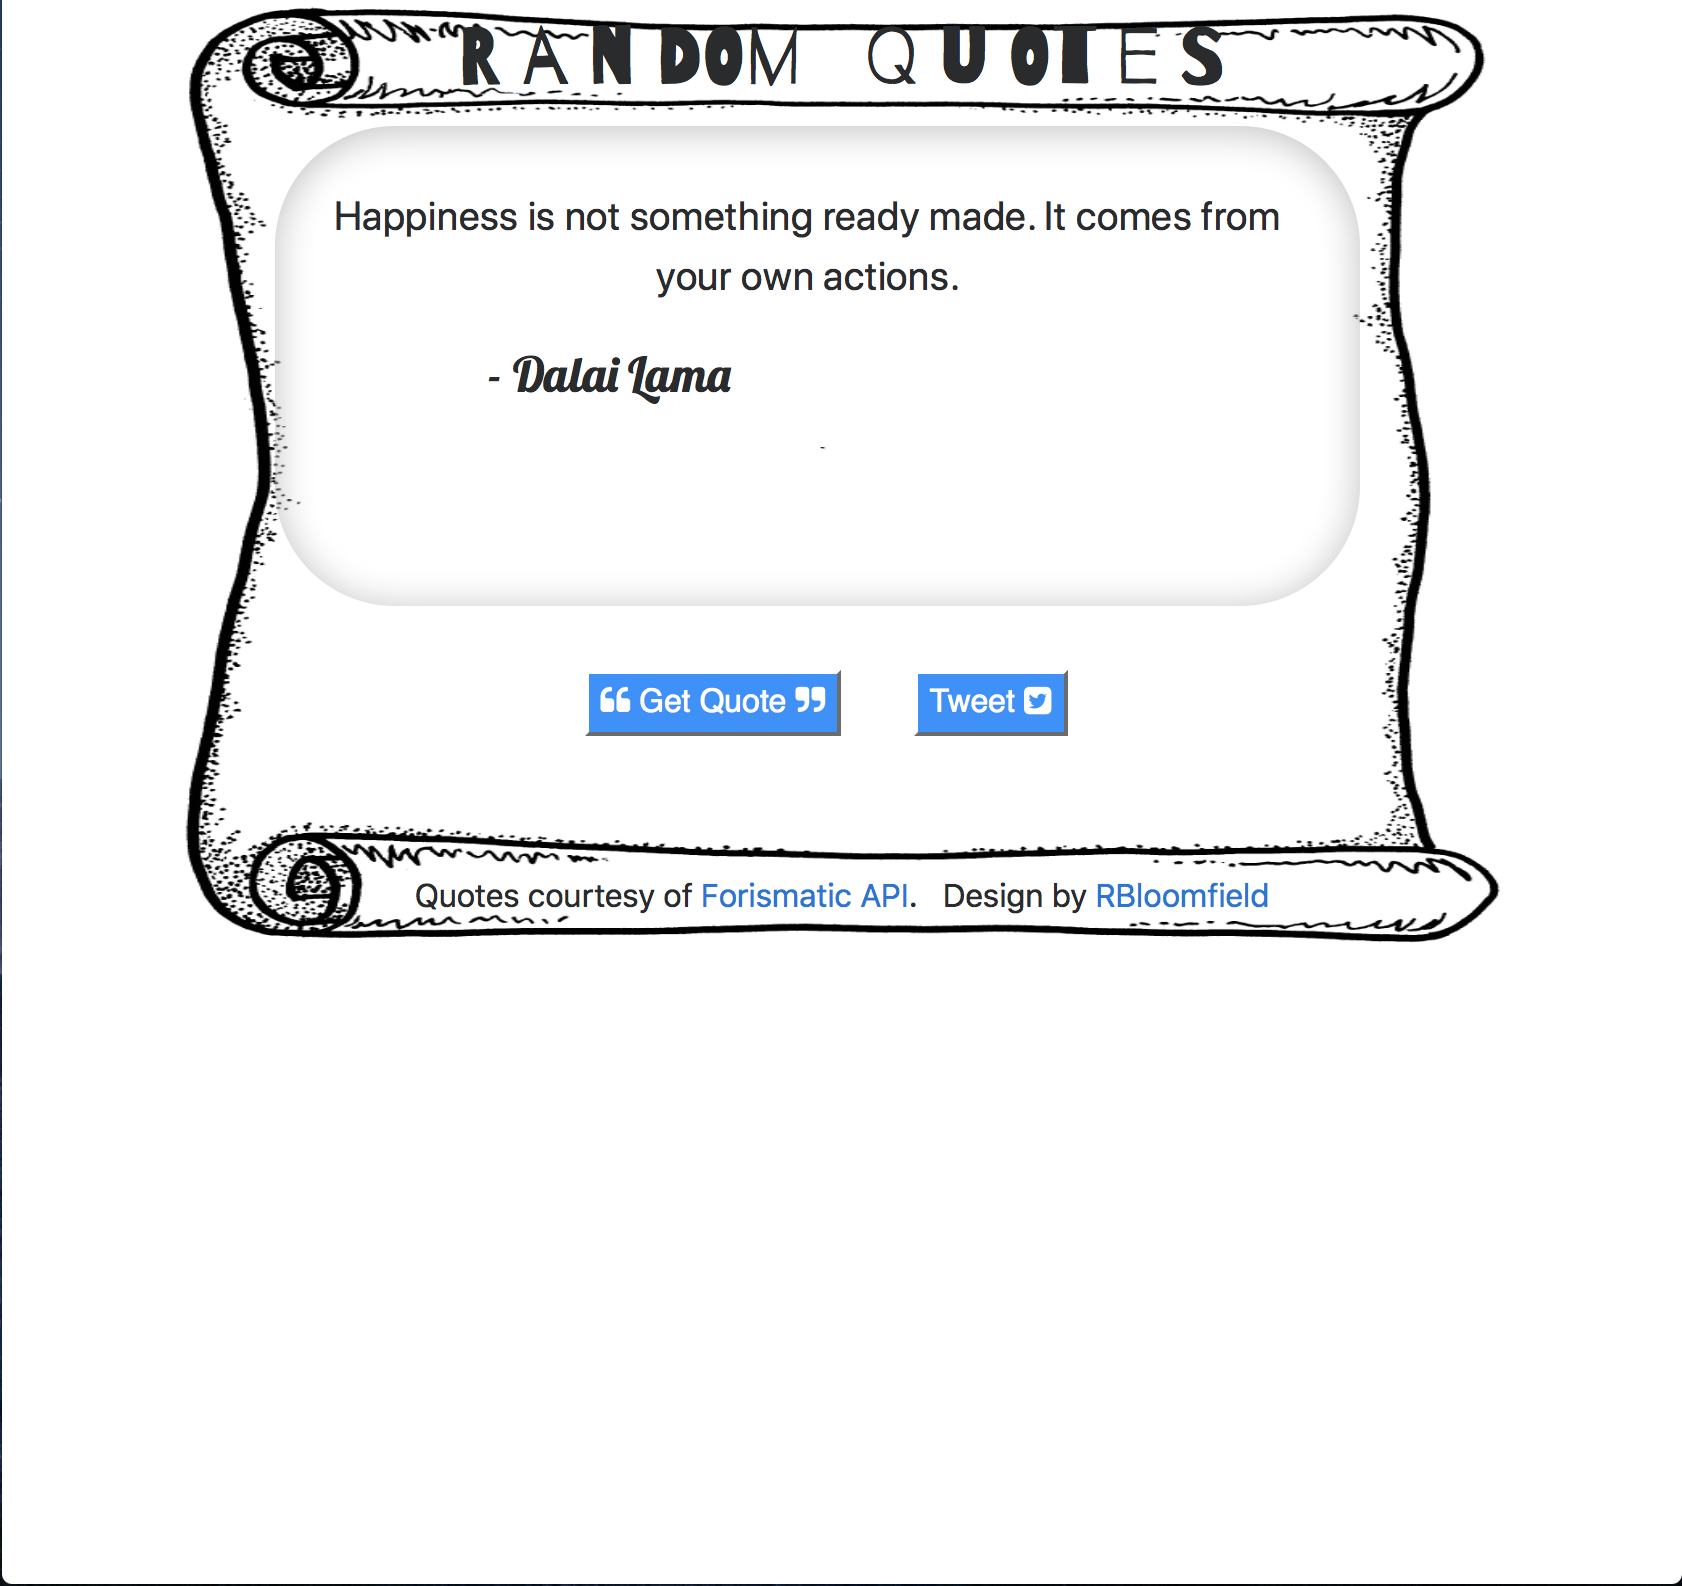 RANDOM QUOTES
Happiness is not something ready made. It comes from
your own actions.
- Dalai Lama
Get Quote
Tweet
Quotes courtesy of Forismatic API. Design by RBloomfield